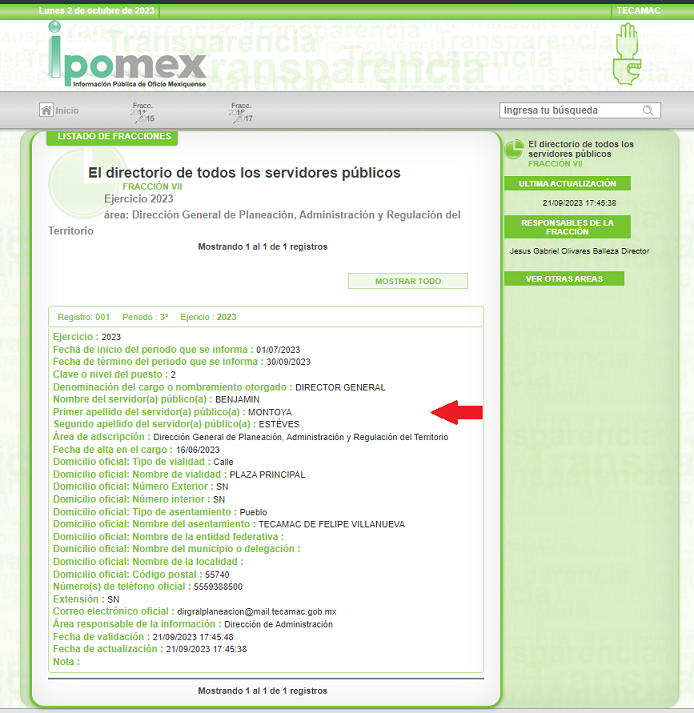 Lunes 2 de octubre de 2023
TECAMAC
ipomex
Información Pública de Oficio Mexiquense
Transparencia
Inicio
Fracc.
Fracc.
Ingresa tu búsqueda
LISTADO DE FRACCIONES
El directorio de todos los servidores públicos
FRACCIÓN VII
Ejercicio 2023
área: Dirección General de Planeación, Administración y Regulación del
Territorio
Mostrando 1 al 1 de 1 registros
MOSTRAR TODO
Registro: 001 Periodo : 3º Ejericio : 2023
Ejercicio : 2023
Fecha de inicio del periodo que se informa : 01/07/2023
Fecha de término del periodo que se informa : 30/09/2023
Clave o nivel del puesto : 2
Denominación del cargo o nombramiento otorgado : DIRECTOR GENERAL
Nombre del servidor(a) público(a) : BENJAMIN
Primer apellido del servidor(a) público(a) : MONTOYA
Segundo apellido del servidor(a) público(a) : ESTÉVES
Área de adscripción : Dirección General de Planeación, Administración y Regulación del Territorio
Fecha de alta en el cargo : 16/06/2023
Domicilio oficial: Tipo de vialidad : Calle
Domicilio oficial: Nombre de vialidad : PLAZA PRINCIPAL
Domicilio oficial: Número Exterior : SN
Domicilio oficial: Número interior : SN
Domicilio oficial: Tipo de asentamiento : Pueblo
Domicilio oficial: Nombre del asentamiento : TECAMAC DE FELIPE VILLANUEVA
Domicilio oficial: Nombre de la entidad federativa :
Domicilio oficial: Nombre del municipio o delegación :
Domicilio oficial: Nombre de la localidad :
Domicilio oficial: Código postal : 55740
Número(s) de teléfono oficial : 5559388500
Extensión : SN
Correo electrónico oficial : dirgralplaneacion@mail.tecamac.gob.mx
Área responsable de la información : Dirección de Administración
Fecha de validación : 21/09/2023 17:45:48
Fecha de actualización : 21/09/2023 17:45:38
Nota :
Mostrando 1 al 1 de 1 registros
El directorio de todos los
servidores públicos
FRACCIÓN VII
ULTIMA ACTUALIZACIÓN
21/09/2023 17:45:38
RESPONSABLES DE LA
FRACCIÓN
Jesus Gabriel Olivares Balleza Director
VER OTRAS AREAS